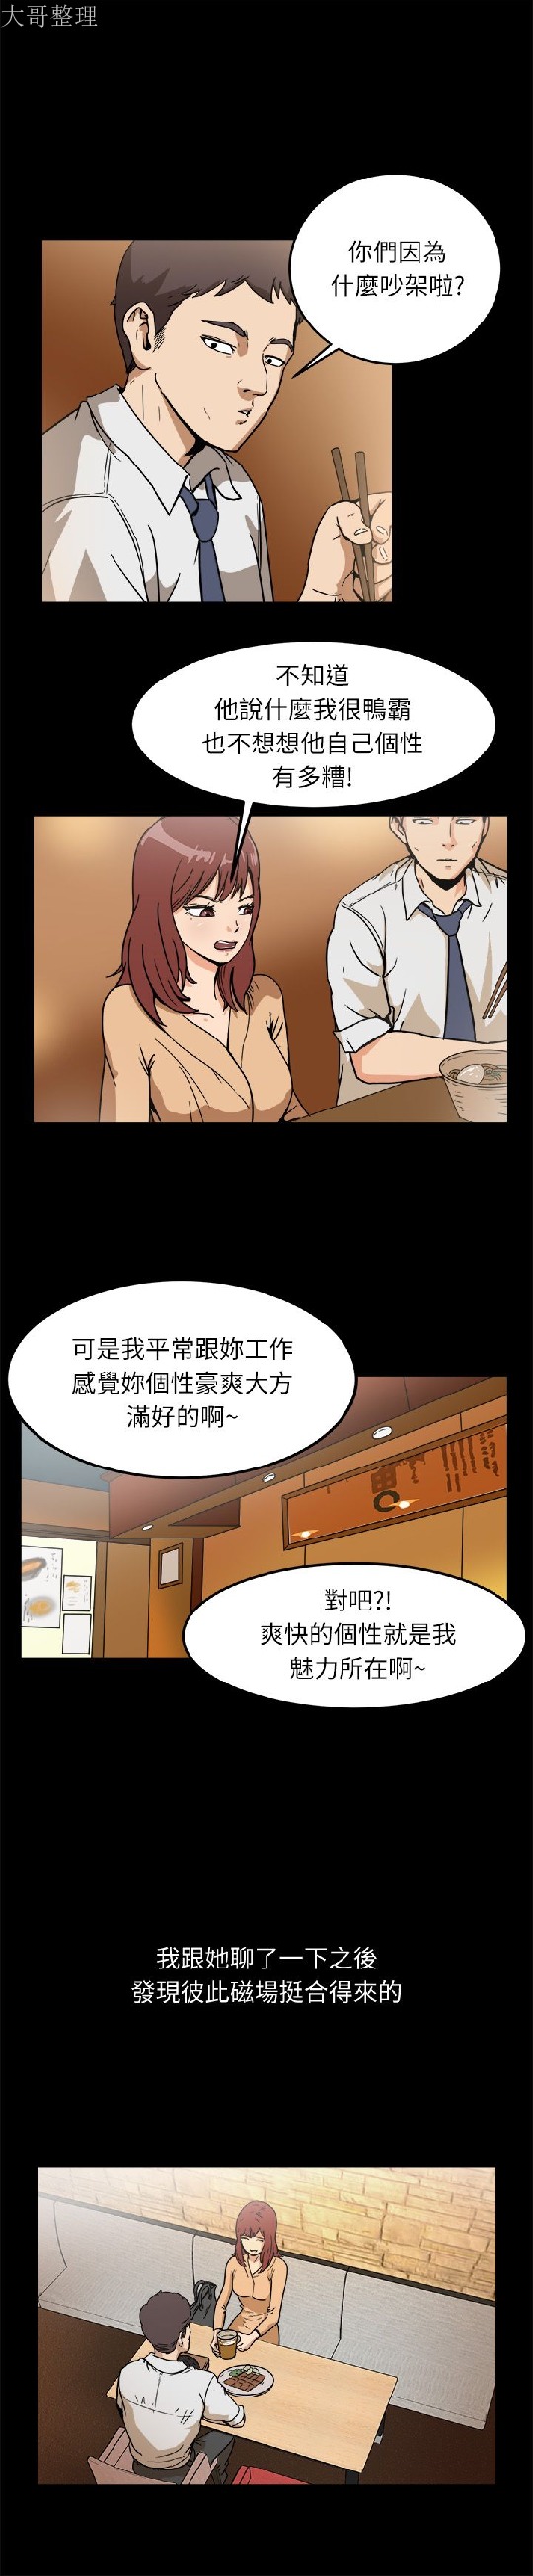 大哥整理
你們因為
什麼吵架啦?
不知道
他說什麼我很鴨霸
也不想想他自己個性
有多糟!
可是我平常跟妳工作
感覺妳個性豪爽大方
滿好的啊~
對吧?!
爽快的個性就是我
魅力所在啊~
我跟她聊了一下之後
發現彼此磁場挺合得來的